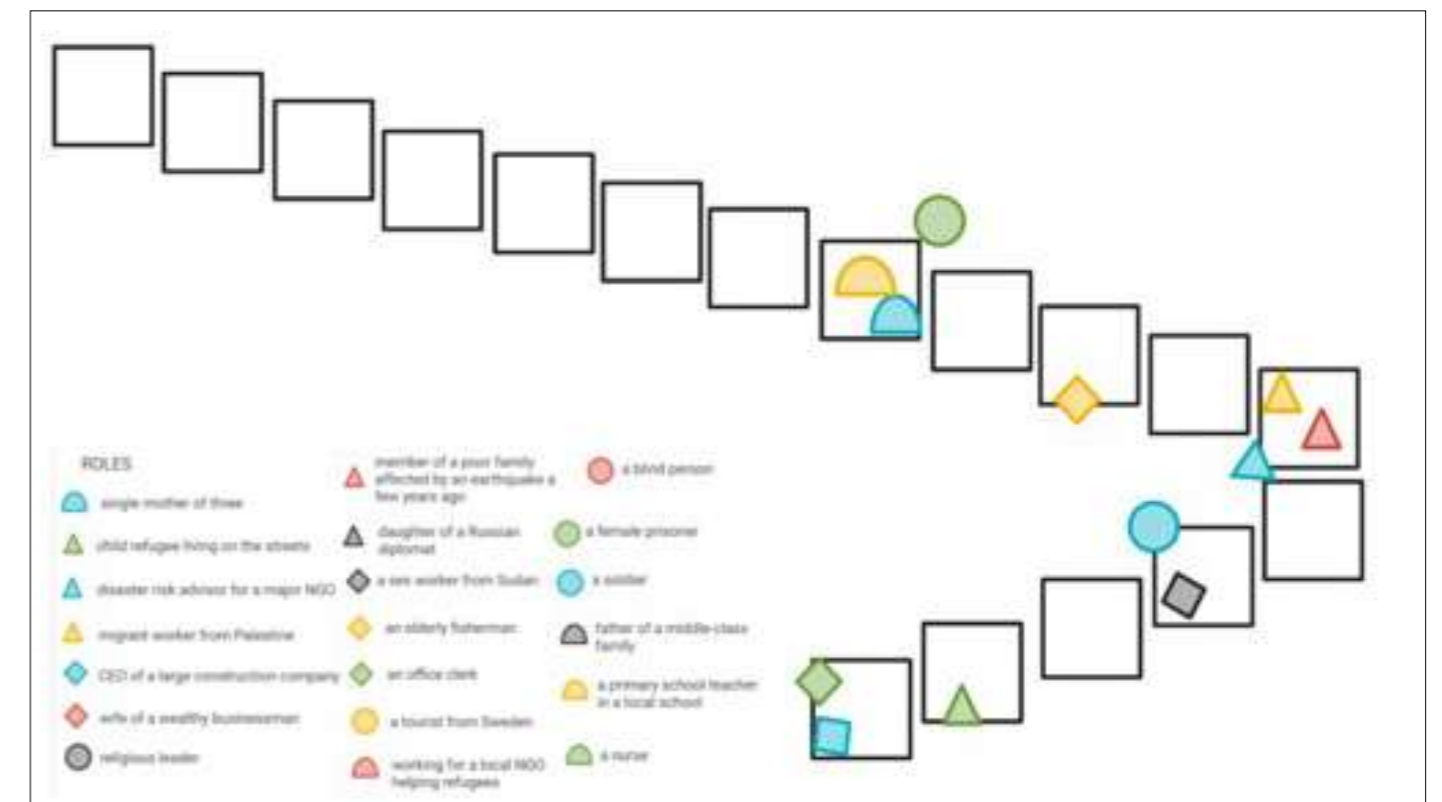 ROLES
single mother of three
child refugee living on the streets
disaster risk advisor for a major NGO
migrant worker from Palestine
CEO of a large construction company
wife of a wealthy businessman
religious leader
member of a poor family
affected by an earthquake a
few years ago
daughter of a Russian
diplomat
a sex worker from Sudan
an elderly fisherman
an office clerk
a tourist from Sweden
working for a local NGO
helping refugees
a blind person
a female prisoner
a soldier
father of a middle-class
family
a primary school teacher
in a local school
a nurse